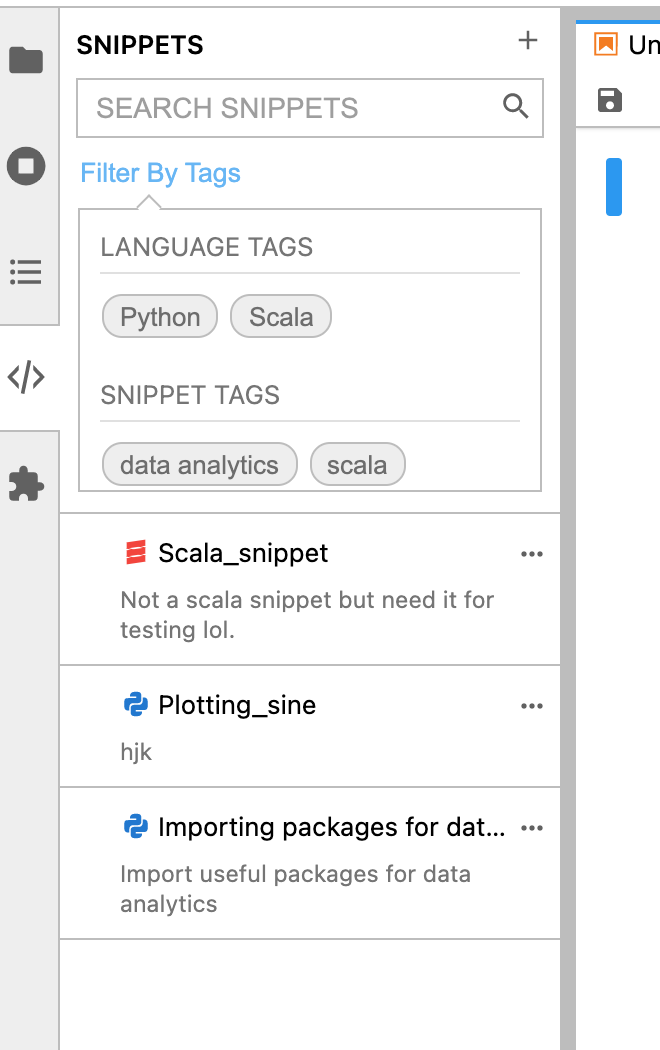 SNIPPETS
Un
SEARCH SNIPPETS
Filter By Tags
LANGUAGE TAGS
Python Scala
SNIPPET TAGS
data analytics scala
Scala_snippet
Not a scala snippet but need it for
testing lol.
Plotting_sine
hjk
Importing packages for dat...
Import useful packages for data
analytics